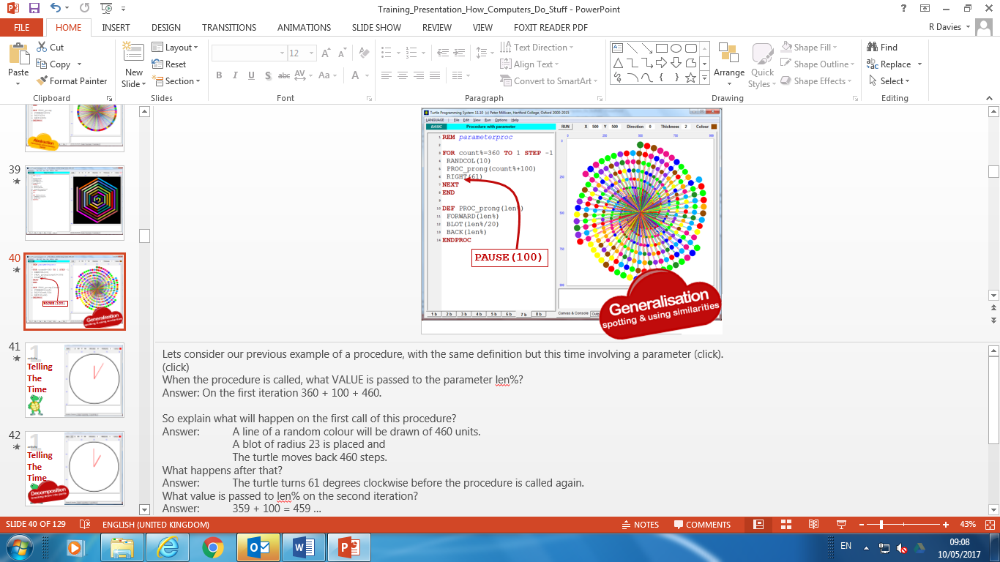 Training_Presentation_How_Computers_Do_Stuff - PowerPoint
FILE HOME INSERT DESIGN TRANSITIONS ANIMATIONS SLIDE SHOW REVIEW VIEW FOXIT READER PDF R Davies
Cut
Copy
Format Painter
Paste
Clipboard
New Slide
Layout
Reset
Section
Slides
12
B I U S abc AV Aa A
Font
Text Direction
Align Text
Convert to SmartArt
Paragraph
Arrange
Quick Styles
Shape Fill
Shape Outline
Shape Effects
Drawing
Find
Replace
Select
Editing
39
40
PAUSE(100)
Generalisation
41
Telling
The
Time
42
Telling
The
Time
Decomposition
Turtle Programming System 11.10 (c) Peter Millican, Hertford College, Oxford 2000-2015
LANGUAGE File Edit View Run Options Help
BASIC Procedure with parameter RUN X 500 Y 500 Direction 0 Thickness 2 Colour
1 REM parameterproc
2
3 FOR count%=360 TO 1 STEP -1
4 RANDCOL(10)
5 PROC_prong(count%+100)
6 RIGHT(61)
7 NEXT
8 END
9
10 DEF PROC_prong(len%)
11 FORWARD(len%)
12 BLOT(len%/20)
13 BACK(len%)
14 ENDPROC
PAUSE(100)
0 250 500 750
250
500
750
1 b 2 b 3 b 4 b 5 b 6 b 7 b 8 b
Canvas & Console
Generalisation
spotting & using similarities
Lets consider our previous example of a procedure, with the same definition but this time involving a parameter (click).
(click)
When the procedure is called, what VALUE is passed to the parameter len%?
Answer: On the first iteration 360 + 100 + 460.
So explain what will happen on the first call of this procedure?
Answer: A line of a random colour will be drawn of 460 units.
A blot of radius 23 is placed and
The turtle moves back 460 steps.
What happens after that?
Answer: The turtle turns 61 degrees clockwise before the procedure is called again.
What value is passed to len% on the second iteration?
Answer: 359 + 100 = 459 ...
SLIDE 40 OF 129 ENGLISH (UNITED KINGDOM) NOTES COMMENTS 43%
EN
09:08
10/05/2017